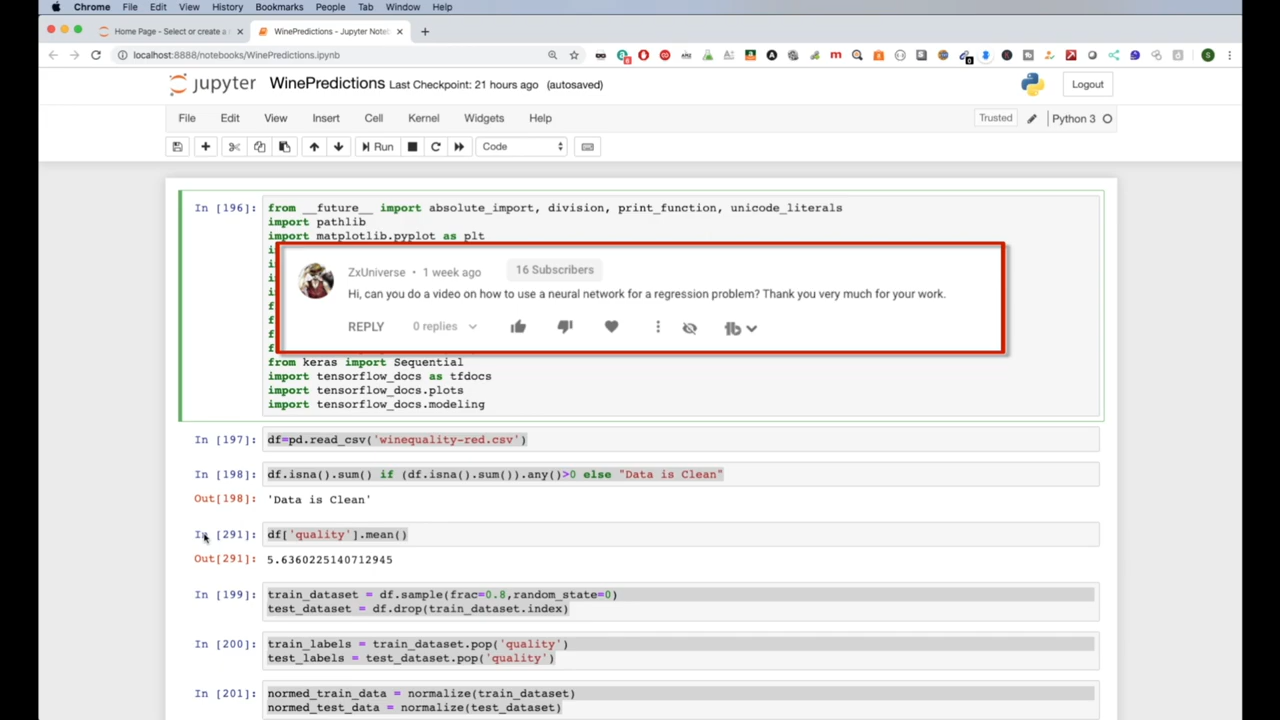 Chrome File Edit View History Bookmarks People Tab Window Help
Home Page - Select or create a WinePredictions - Jupyter Note
localhost:8888/notebooks/WinePredictions.ipynb
jupyter WinePredictions Last Checkpoint: 21 hours ago (autosaved) Logout
File Edit View Insert Cell Kernel Widgets Help Trusted Python 3
Run Code
In [196]: from __future__ import absolute_import, division, print_function, unicode_literals
import pathlib
import matplotlib.pyplot as plt
ZxUniverse • 1 week ago 16 Subscribers
Hi, can you do a video on how to use a neural network for a regression problem? Thank you very much for your work.
REPLY 0 replies
from keras import Sequential
import tensorflow_docs as tfdocs
import tensorflow_docs.plots
import tensorflow_docs.modeling
In [197]: df=pd.read_csv('winequality-red.csv')
In [198]: df.isna().sum() if (df.isna().sum()).any()>0 else "Data is Clean"
Out[198]: 'Data is Clean'
In [291]: df['quality'].mean()
Out[291]: 5.6360225140712945
In [199]: train_dataset = df.sample(frac=0.8,random_state=0)
test_dataset = df.drop(train_dataset.index)
In [200]: train_labels = train_dataset.pop('quality')
test_labels = test_dataset.pop('quality')
In [201]: normed_train_data = normalize(train_dataset)
normed_test_data = normalize(test_dataset)